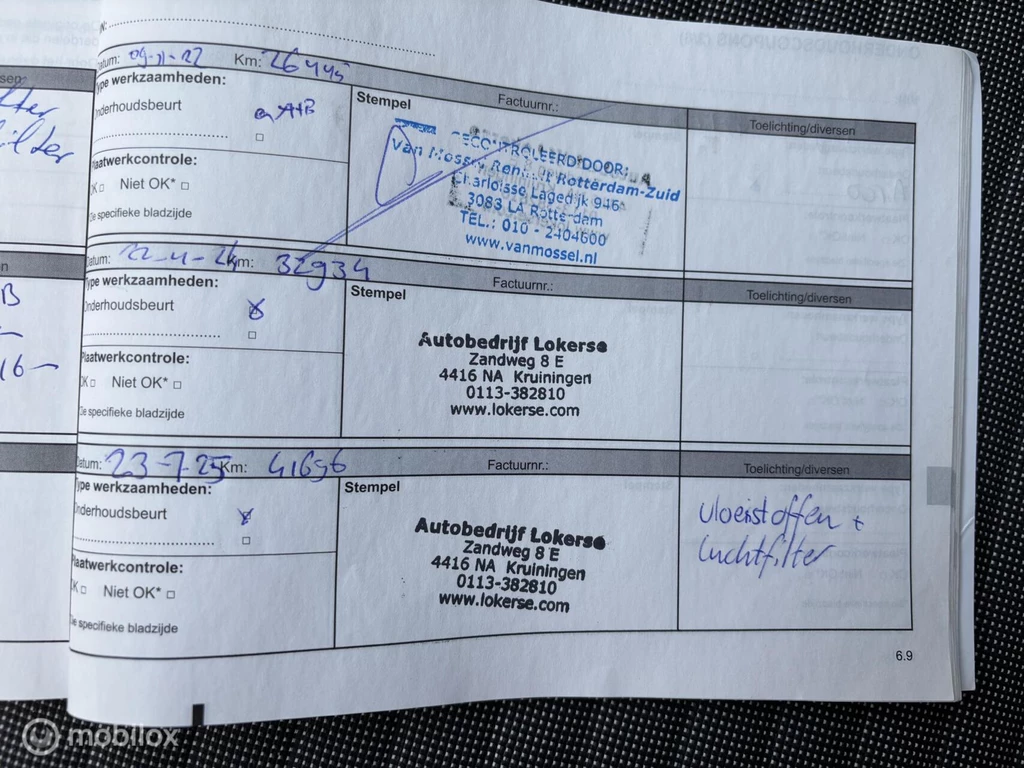 N:
Datum: 09-11-22 Km: 26445
Type werkzaamheden:
Onderhoudsbeurt A+B
Plaatwerkcontrole:
OK □ Niet OK* □
Zie specifieke bladzijde
Stempel
Factuurnr.:
GECONTROLEERD DOOR:
Van Mossel Renault Rotterdam-Zuid
Charloisse Lagedijk 946
3083 LA Rotterdam
TEL.: 010 - 2404600
www.vanmossel.nl
Toelichting/diversen
Datum: 22-4-24 Km: 32934
Type werkzaamheden:
Onderhoudsbeurt
Plaatwerkcontrole:
OK □ Niet OK* □
Zie specifieke bladzijde
Stempel
Factuurnr.:
Autobedrijf Lokerse
Zandweg 8 E
4416 NA Kruiningen
0113-382810
www.lokerse.com
Toelichting/diversen
Datum: 23-7-25 Km: 41696
Type werkzaamheden:
Onderhoudsbeurt
Plaatwerkcontrole:
OK □ Niet OK* □
Zie specifieke bladzijde
Stempel
Factuurnr.:
Autobedrijf Lokerse
Zandweg 8 E
4416 NA Kruiningen
0113-382810
www.lokerse.com
Toelichting/diversen
vloeistoffen +
luchtfilter
6.9
mobilox